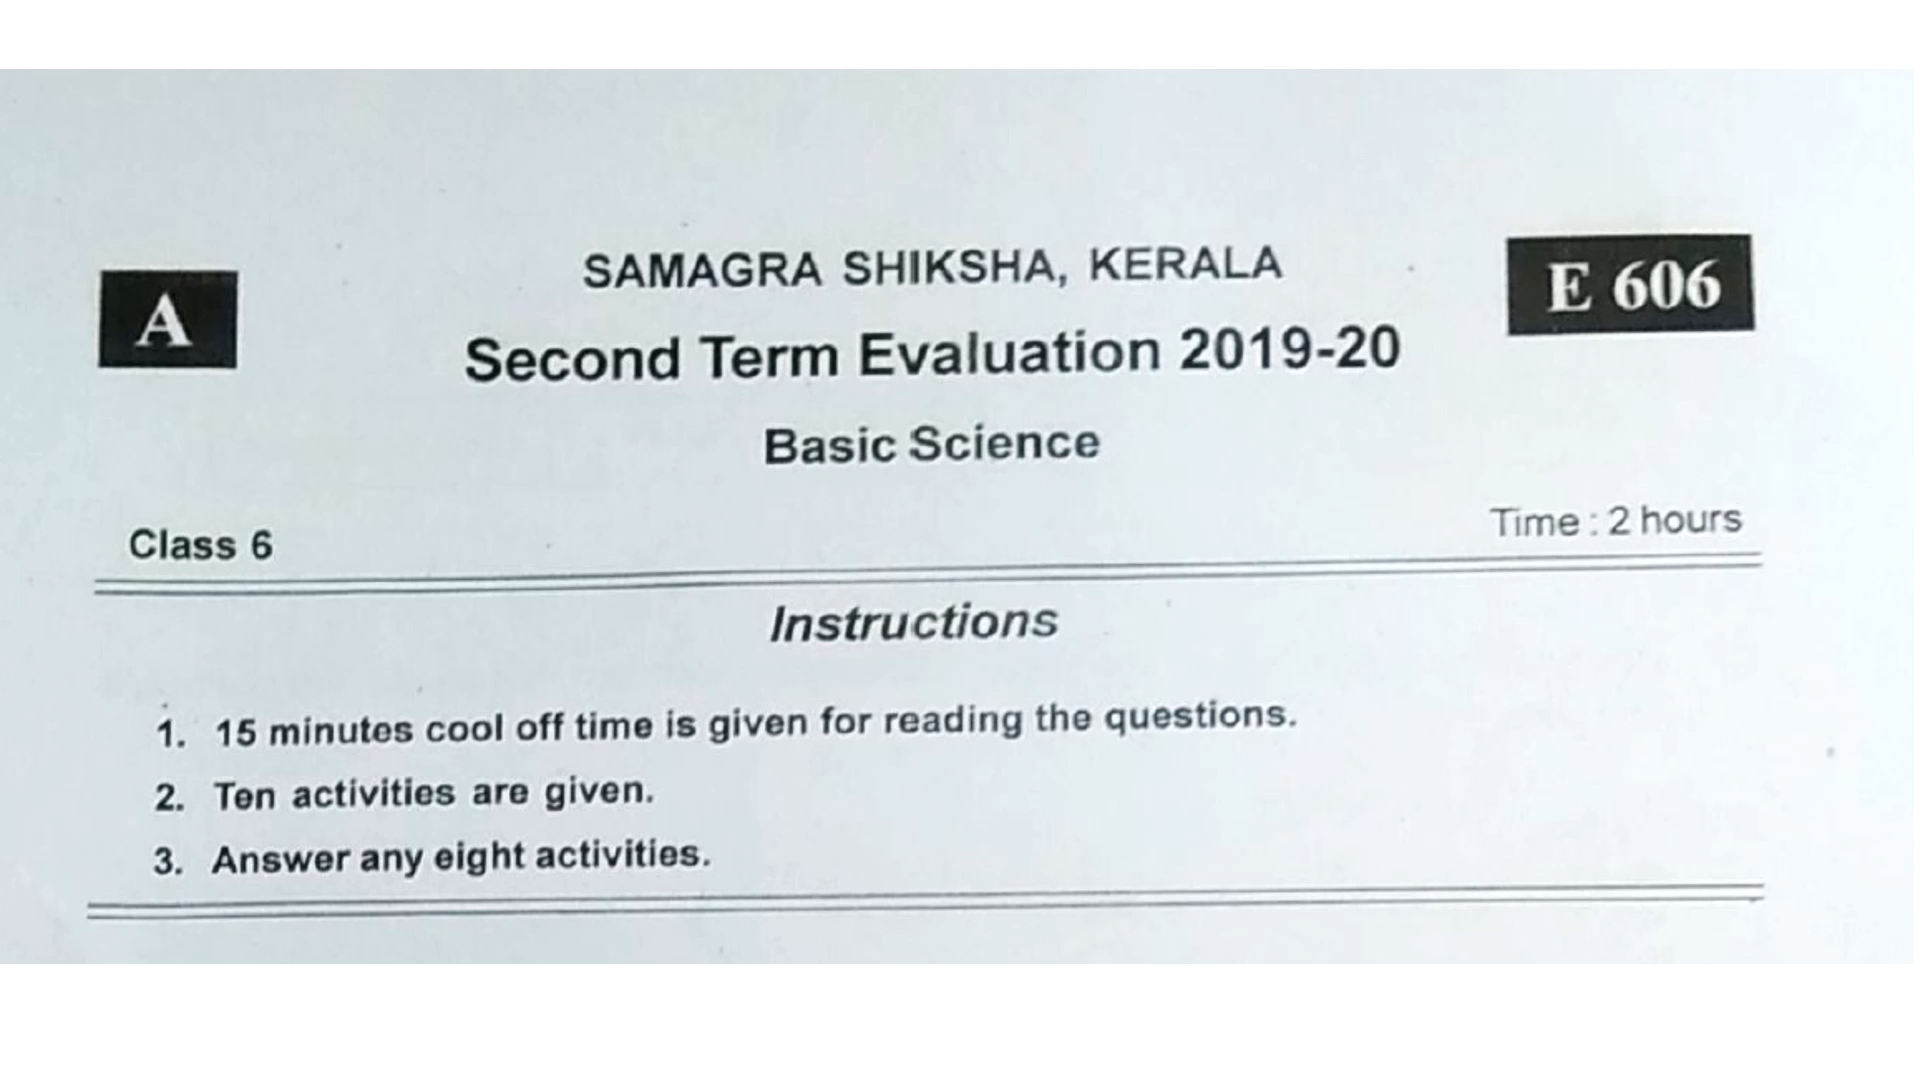 A
SAMAGRA SHIKSHA, KERALA
E 606
Second Term Evaluation 2019-20
Basic Science
Class 6
Time : 2 hours
Instructions
1. 15 minutes cool off time is given for reading the questions.
2. Ten activities are given.
3. Answer any eight activities.